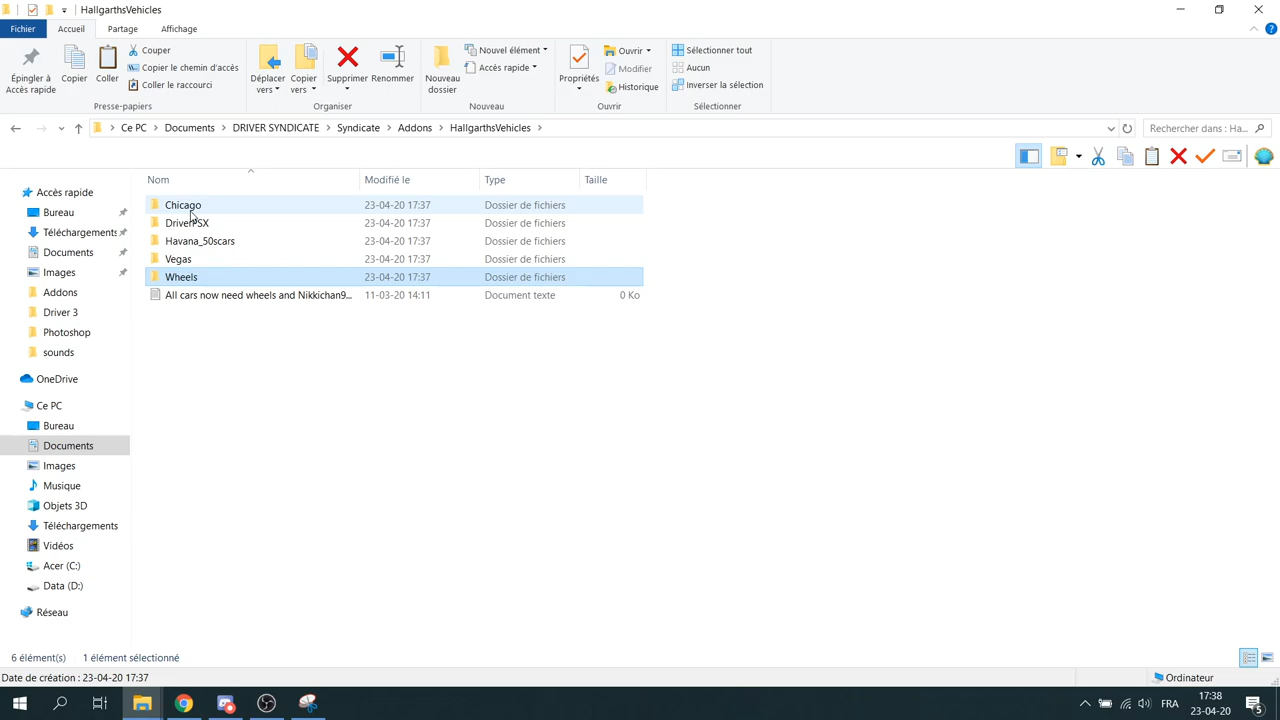 HallgarthsVehicles
Fichier Accueil Partage Affichage
Épingler à Accès rapide
Copier
Coller
Couper
Copier le chemin d'accès
Coller le raccourci
Presse-papiers
Déplacer vers
Copier vers
Supprimer
Renommer
Organiser
Nouveau dossier
Nouvel élément
Accès rapide
Nouveau
Propriétés
Ouvrir
Modifier
Historique
Ouvrir
Sélectionner tout
Aucun
Inverser la sélection
Sélectionner
Ce PC > Documents > DRIVER SYNDICATE > Syndicate > Addons > HallgarthsVehicles >
Rechercher dans : Ha...
Nom Modifié le Type Taille
Chicago 23-04-20 17:37 Dossier de fichiers
DriverPSX 23-04-20 17:37 Dossier de fichiers
Havana_50scars 23-04-20 17:37 Dossier de fichiers
Vegas 23-04-20 17:37 Dossier de fichiers
Wheels 23-04-20 17:37 Dossier de fichiers
All cars now need wheels and Nikkichan9... 11-03-20 14:11 Document texte 0 Ko
Accès rapide
Bureau
Téléchargements
Documents
Images
Addons
Driver 3
Photoshop
sounds
OneDrive
Ce PC
Bureau
Documents
Images
Musique
Objets 3D
Téléchargements
Vidéos
Acer (C:)
Data (D:)
Réseau
6 élément(s) 1 élément sélectionné
Date de création : 23-04-20 17:37
Ordinateur
FRA
17:38
23-04-20
5